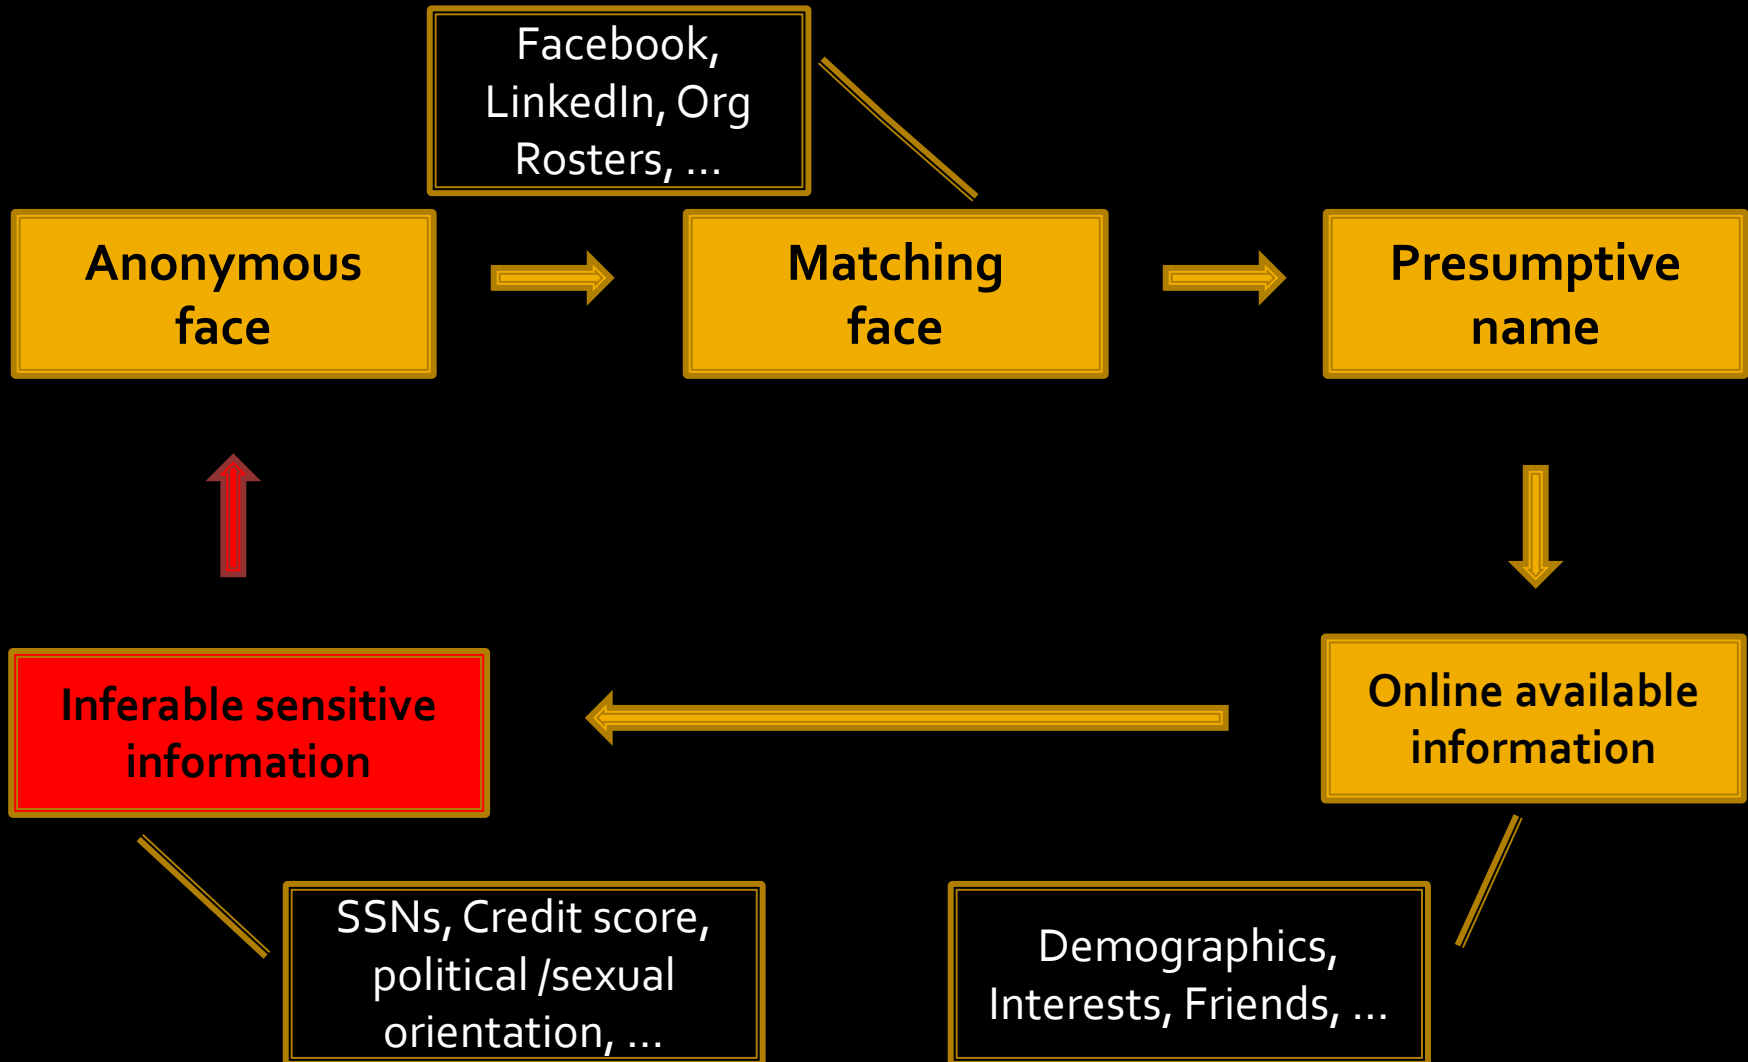 Facebook,
LinkedIn, Org
Rosters, ...
Anonymous
face
Matching
face
Presumptive
name
Inferable sensitive
information
Online available
information
SSNs, Credit score,
political /sexual
orientation, ...
Demographics,
Interests, Friends, ...